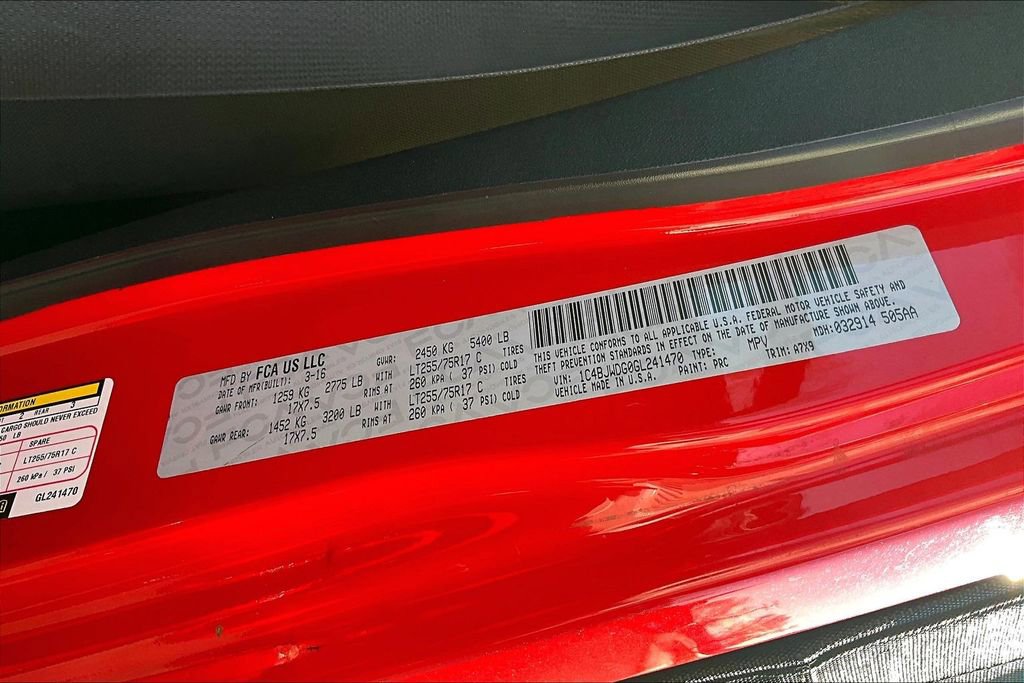 MFD BY FCA US LLC
DATE OF MFR(BUILT): 3-16 GVWR: 2450 KG 5400 LB
GAWR FRONT: 1259 KG 2775 LB WITH LT255/75R17 C TIRES
17X7.5 RIMS AT 260 KPA ( 37 PSI) COLD
GAWR REAR: 1452 KG 3200 LB WITH LT255/75R17 C TIRES
17X7.5 RIMS AT 260 KPA ( 37 PSI) COLD
THIS VEHICLE CONFORMS TO ALL APPLICABLE U.S.A. FEDERAL MOTOR VEHICLE SAFETY AND
THEFT PREVENTION STANDARDS IN EFFECT ON THE DATE OF MANUFACTURE SHOWN ABOVE.
VIN: 1C4BJWDG0GL241470 TYPE: MPV MDH: 032914 505AA
VEHICLE MADE IN U.S.A. PAINT: PRC TRIM: A7X9
ORMATION
2 REAR 3
CARGO SHOULD NEVER EXCEED
50 LB
SPARE
LT255/75R17 C
260 kPa / 37 PSI
GL241470